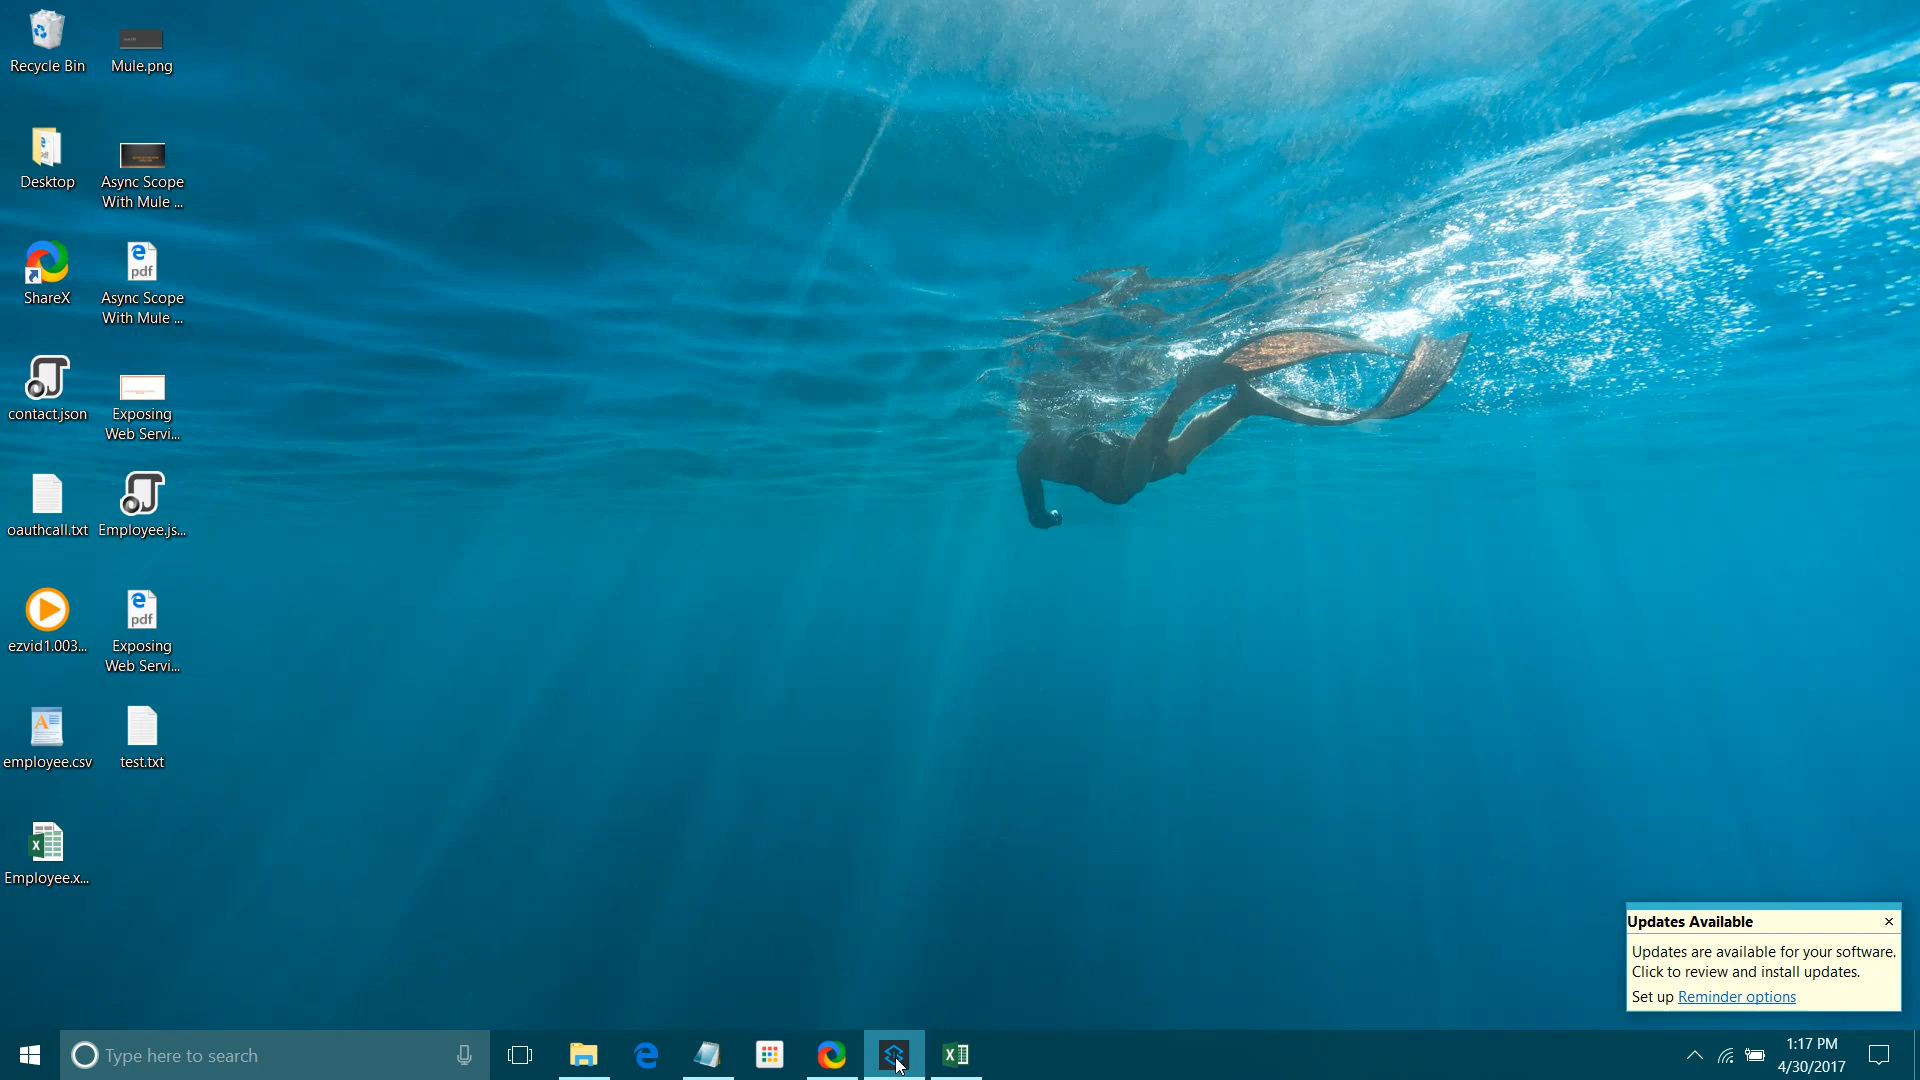 Recycle Bin
Mule.png
Desktop
Async Scope
With Mule ...
ShareX
pdf
Async Scope
With Mule ...
contact.json
Exposing
Web Servi...
oauthcall.txt
Employee.js...
ezvid1.003...
pdf
Exposing
Web Servi...
employee.csv
test.txt
Employee.x...
Updates Available
Updates are available for your software.
Click to review and install updates.
Set up Reminder options
Type here to search
1:17 PM
4/30/2017